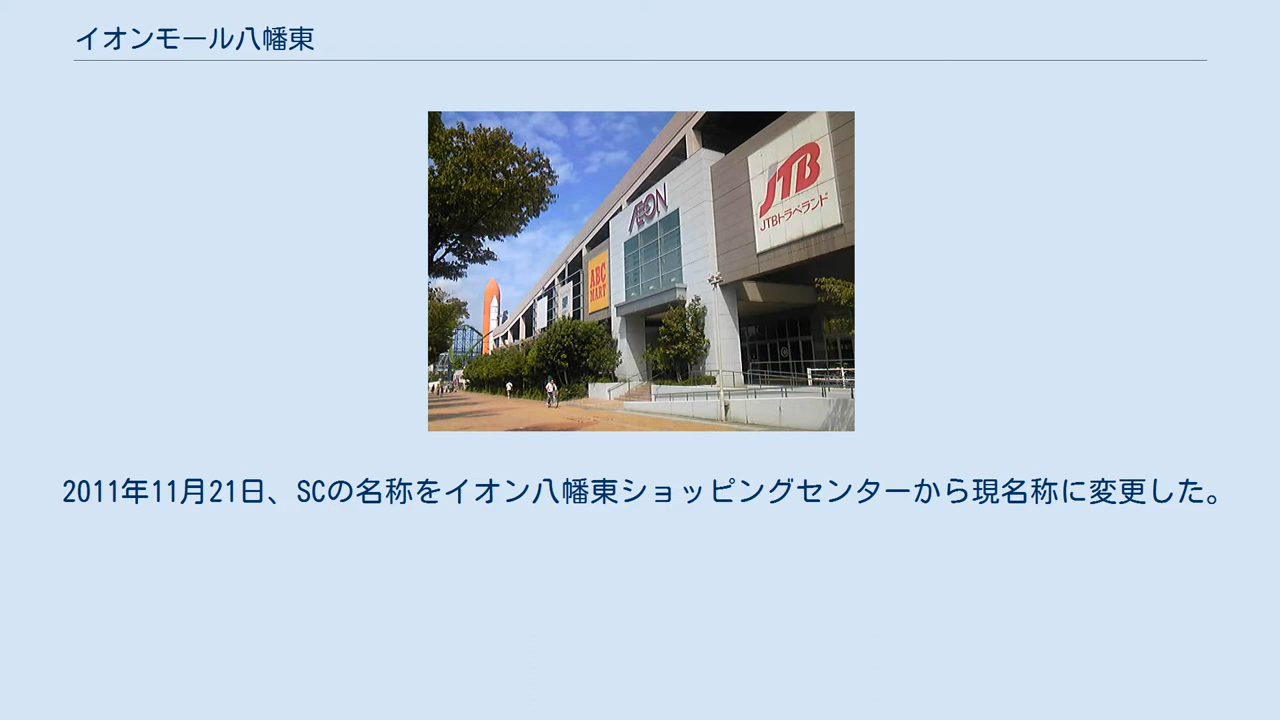 イオンモール八幡東
JTB
JTBトラベランド
AEON
ABC
MART
2011年11月21日、SCの名称をイオン八幡東ショッピングセンターから現名称に変更した。